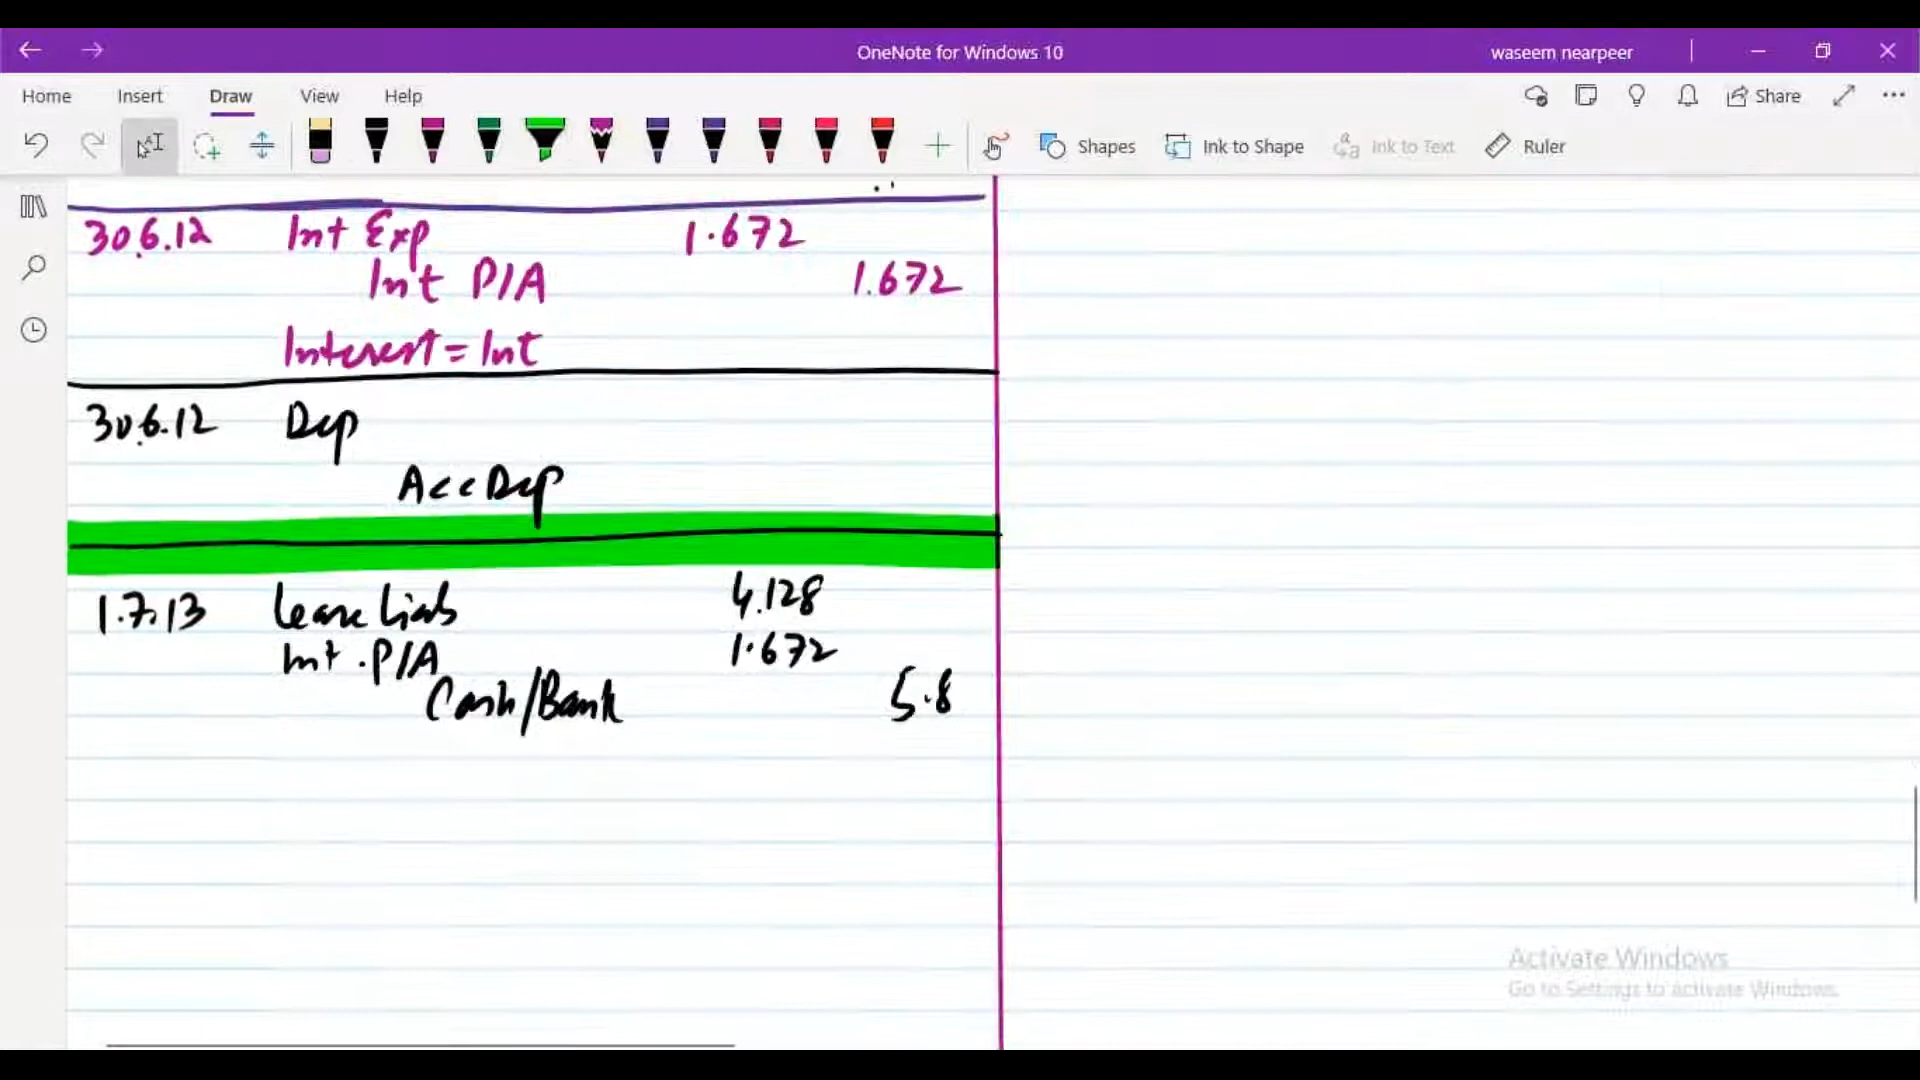 OneNote for Windows 10
waseem nearpeer
Home Insert Draw View Help
Share
Shapes Ink to Shape Ink to Text Ruler
30.6.12 Int Exp 1.672
Int P/A 1.672
Interest = Int
30.6.12 Dep
Acc Dep
1.7.13 Lease Liab 4.128
Int .P/A 1.672
Cash/Bank 5.8
Activate Windows
Go to Settings to activate Windows.